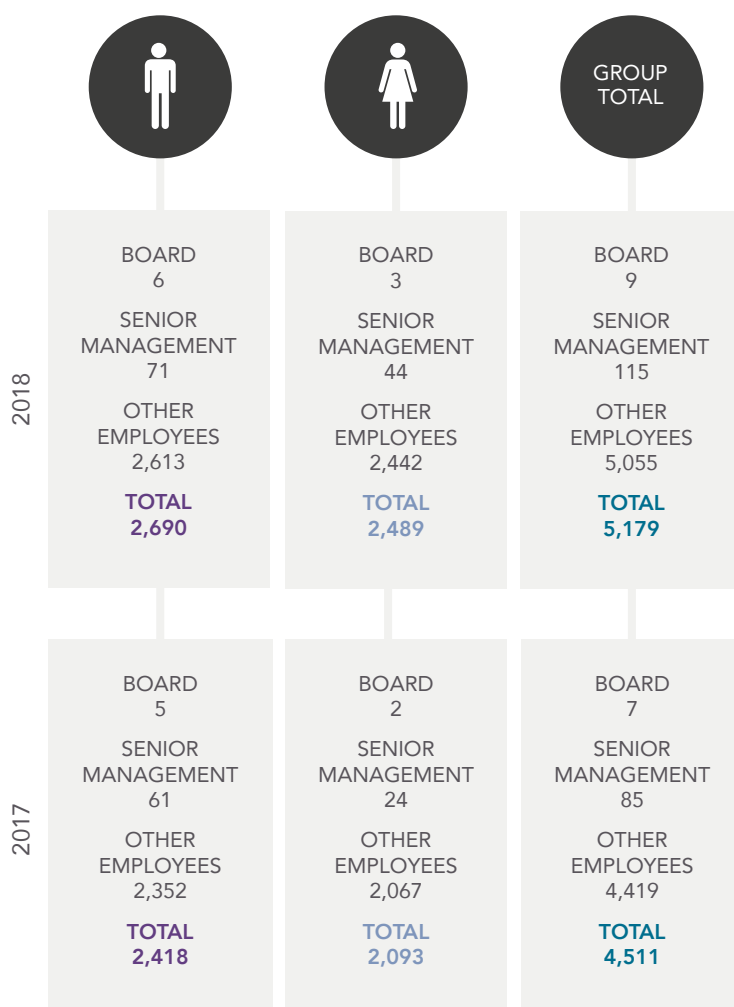 GROUP
TOTAL
2018
BOARD
6
SENIOR
MANAGEMENT
71
OTHER
EMPLOYEES
2,613
TOTAL
2,690
BOARD
3
SENIOR
MANAGEMENT
44
OTHER
EMPLOYEES
2,442
TOTAL
2,489
BOARD
9
SENIOR
MANAGEMENT
115
OTHER
EMPLOYEES
5,055
TOTAL
5,179
2017
BOARD
5
SENIOR
MANAGEMENT
61
OTHER
EMPLOYEES
2,352
TOTAL
2,418
BOARD
2
SENIOR
MANAGEMENT
24
OTHER
EMPLOYEES
2,067
TOTAL
2,093
BOARD
7
SENIOR
MANAGEMENT
85
OTHER
EMPLOYEES
4,419
TOTAL
4,511